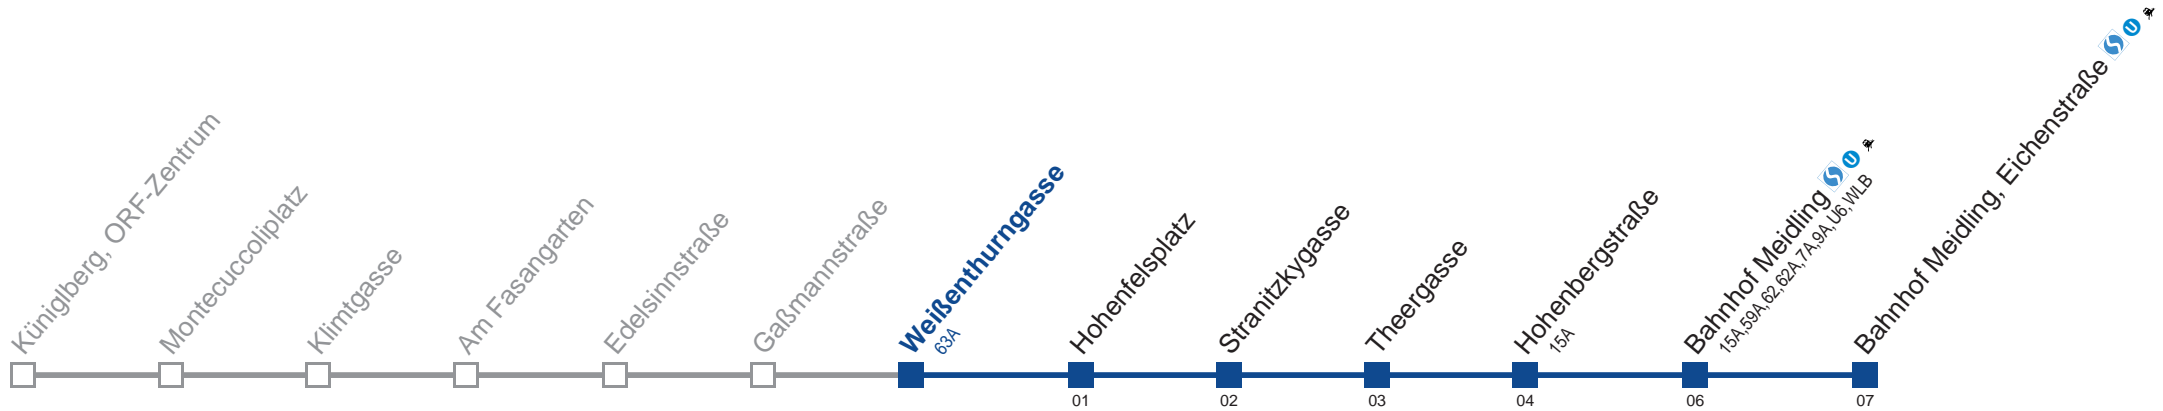 Küniglberg, ORF-Zentrum
Montecuccoliplatz
Klimtgasse
Am Fasangarten
Edelsinnstraße
Gaßmannstraße
Weißenthurngasse
63A
Hohenfelsplatz
Stranitzkygasse
Theergasse
Hohenbergstraße
15A
Bahnhof Meidling S U
15A,59A,62,62A,7A,9A,U6,WLB
Bahnhof Meidling, Eichenstraße S U
01
02
03
04
06
07